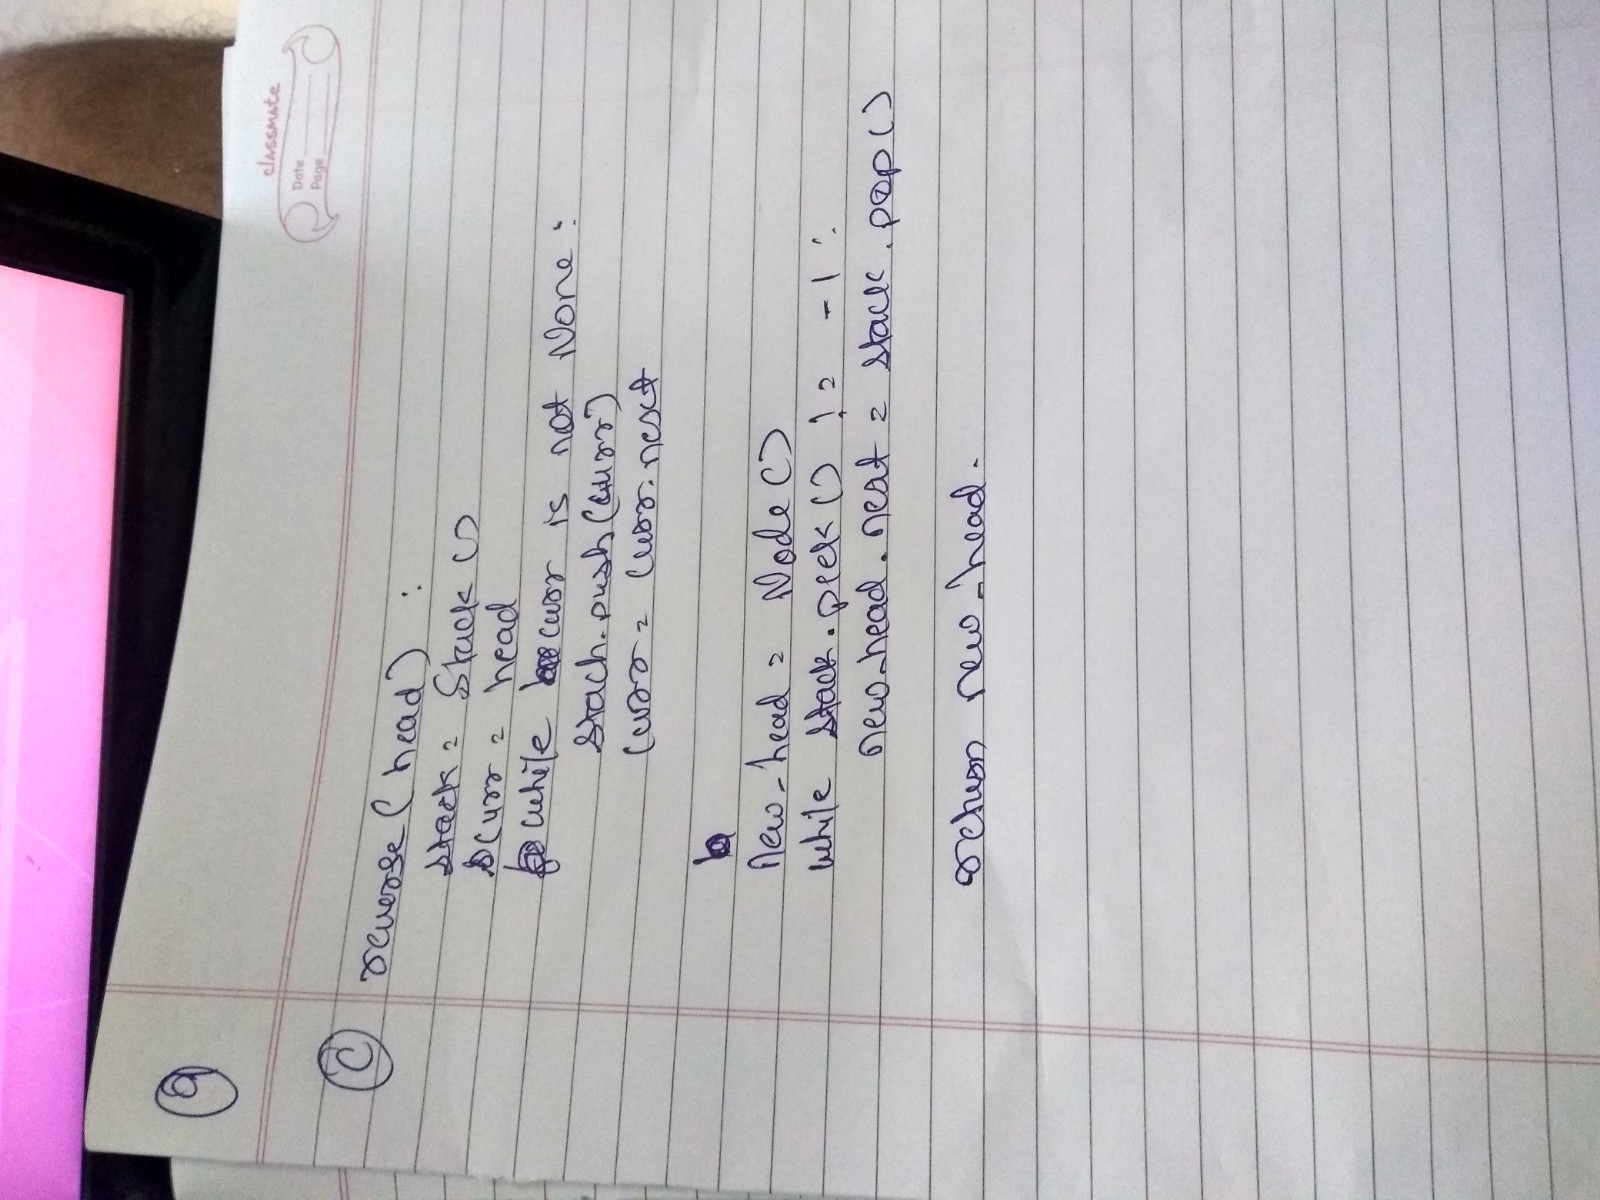 classmate
Date
Page
9
C
reverse(head):
stack = Stack()
curr = head
while curr is not None:
stach.push(curr)
curr = curr.next
new_head = Node()
while stack.peek() != -1:
new_head.next = stack.pop()
return new_head.